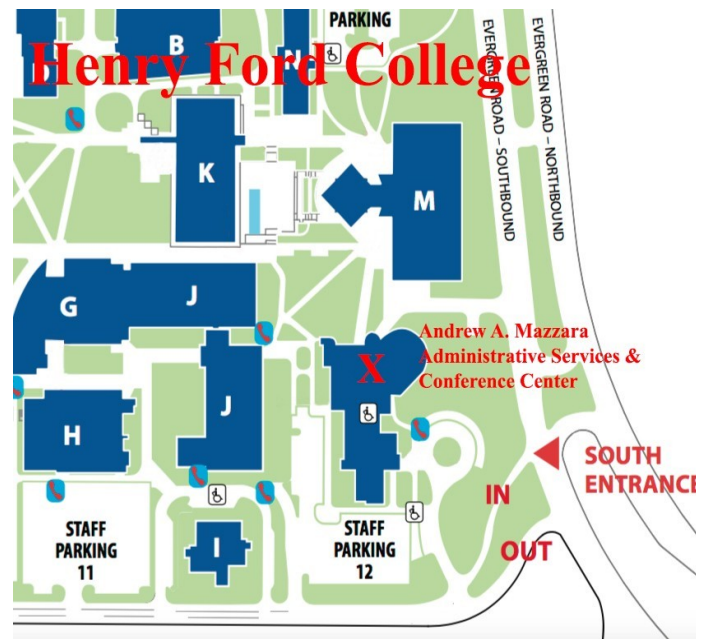 PARKING
B
D
N
Henry Ford College
EVERGREEN ROAD – SOUTHBOUND
EVERGREEN ROAD – NORTHBOUND
K
M
G
J
Andrew A. Mazzara
Administrative Services &
Conference Center
X
J
H
SOUTH
ENTRANCE
IN
OUT
STAFF
PARKING
11
I
STAFF
PARKING
12